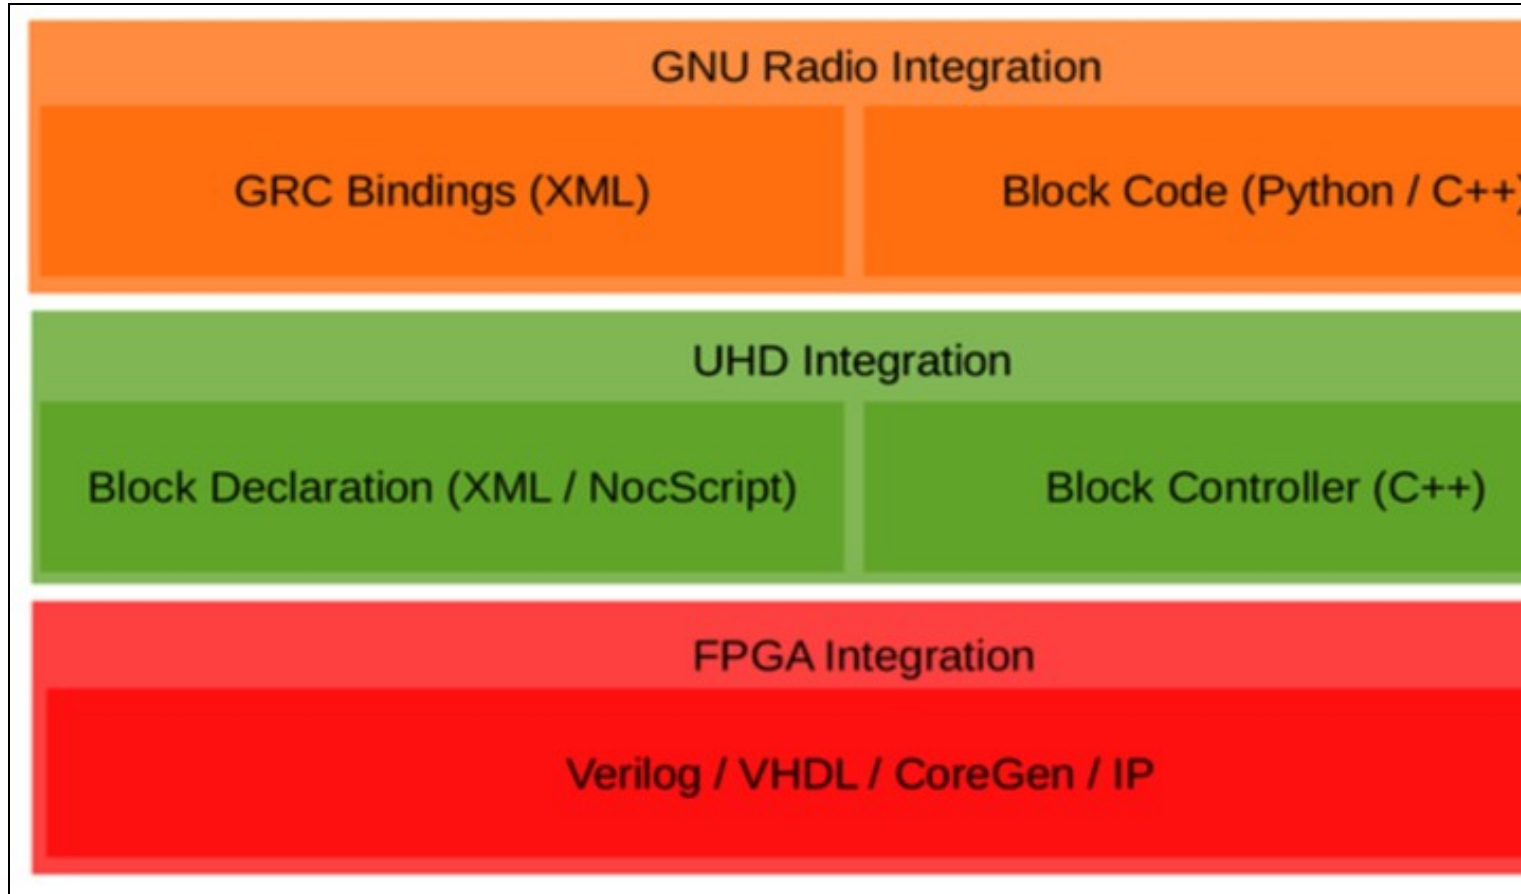 GNU Radio Integration
GRC Bindings (XML)
Block Code (Python / C++)
UHD Integration
Block Declaration (XML / NocScript)
Block Controller (C++)
FPGA Integration
Verilog / VHDL / CoreGen / IP